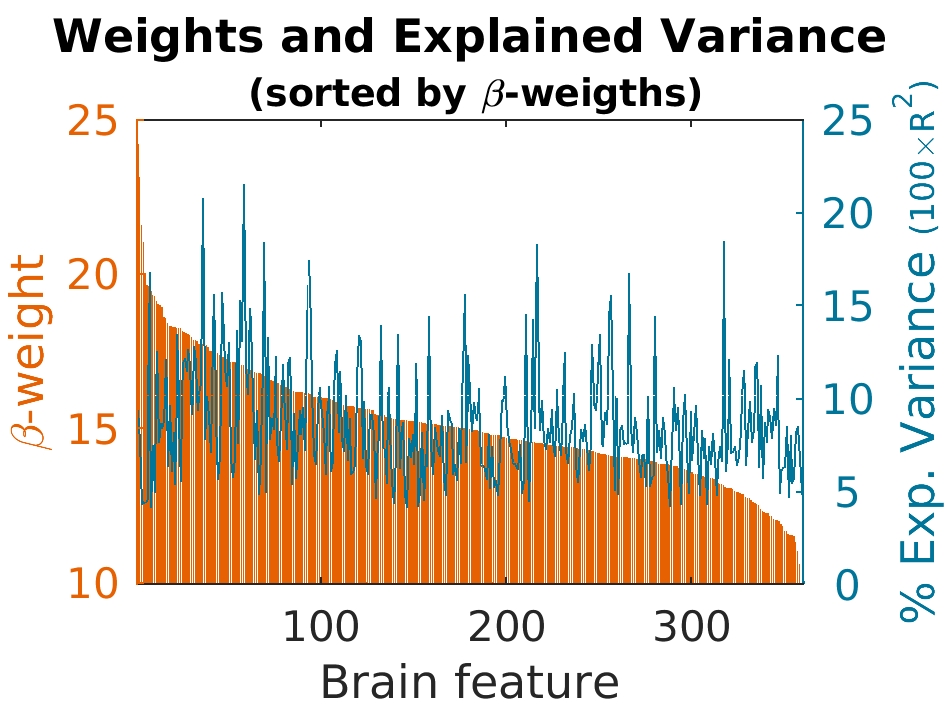 Weights and Explained Variance
(sorted by β-weigths)
25
20
15
10
β-weight
25
20
15
10
5
0
% Exp. Variance (100×R²)
100 200 300
Brain feature